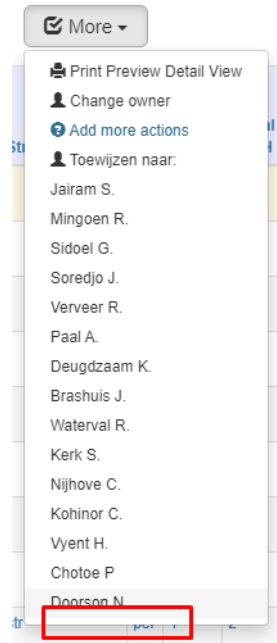 More
Print Preview Detail View
Change owner
Add more actions
Toewijzen naar:
Jairam S.
Mingoen R.
Sidoel G.
Soredjo J.
Verveer R.
Paal A.
Deugdzaam K.
Brashuis J.
Waterval R.
Kerk S.
Nijhove C.
Kohinor C.
Vyent H.
Chotoe P
Doorson N